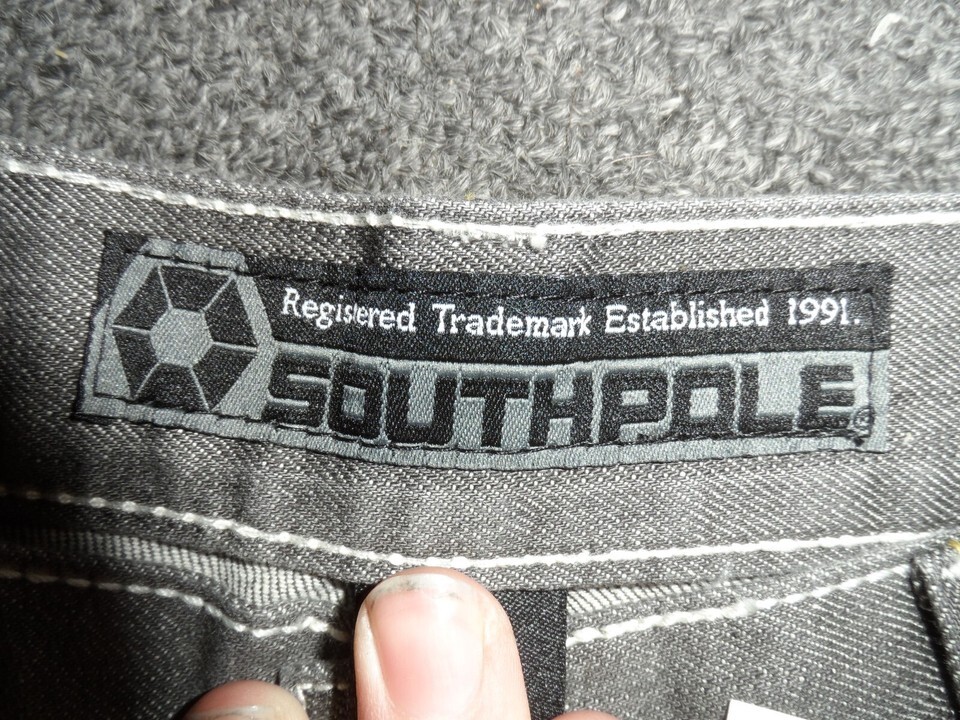 Registered Trademark Established 1991.
SOUTHPOLE®